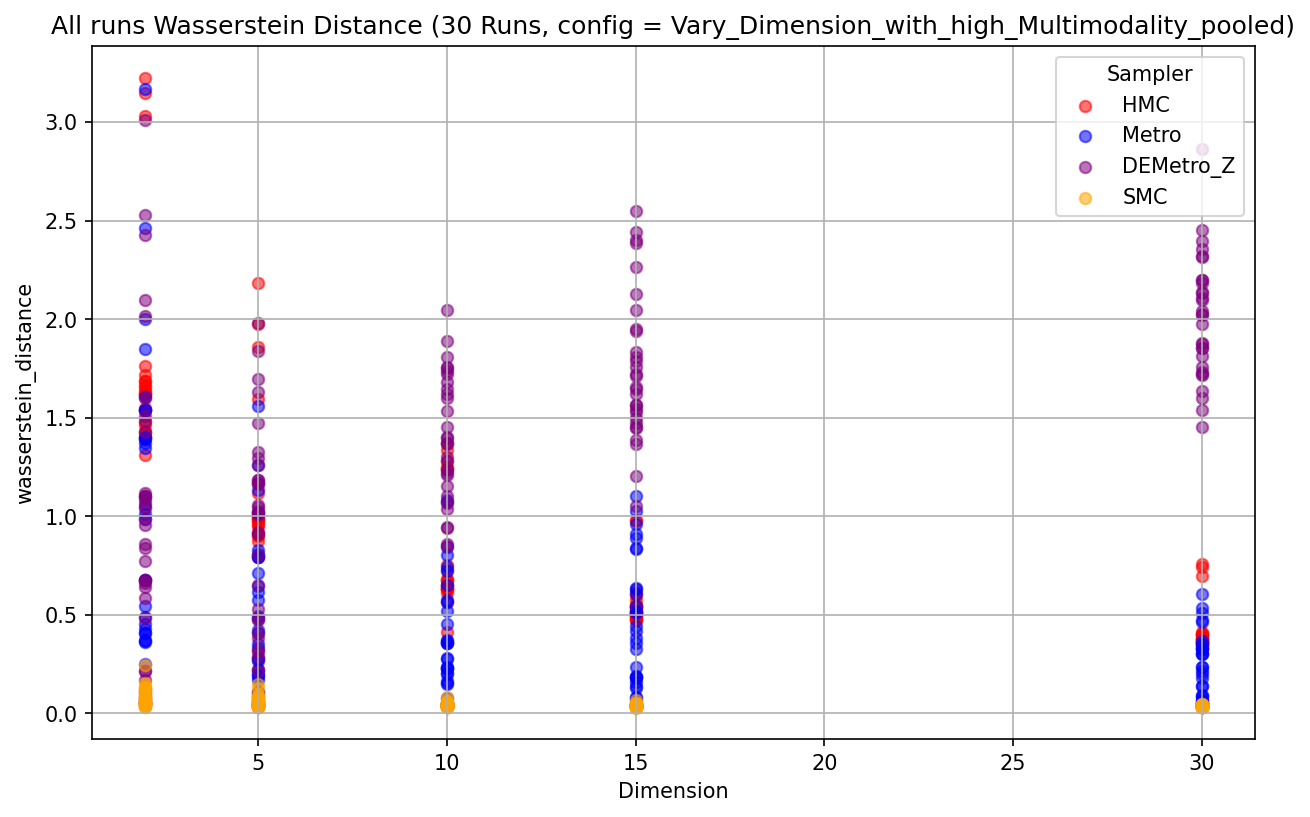 All runs Wasserstein Distance (30 Runs, config = Vary_Dimension_with_high_Multimodality_pooled)
Sampler
HMC
Metro
DEMetro_Z
SMC
wasserstein_distance
3.0
2.5
2.0
1.5
1.0
0.5
0.0
5
10
15
20
25
30
Dimension